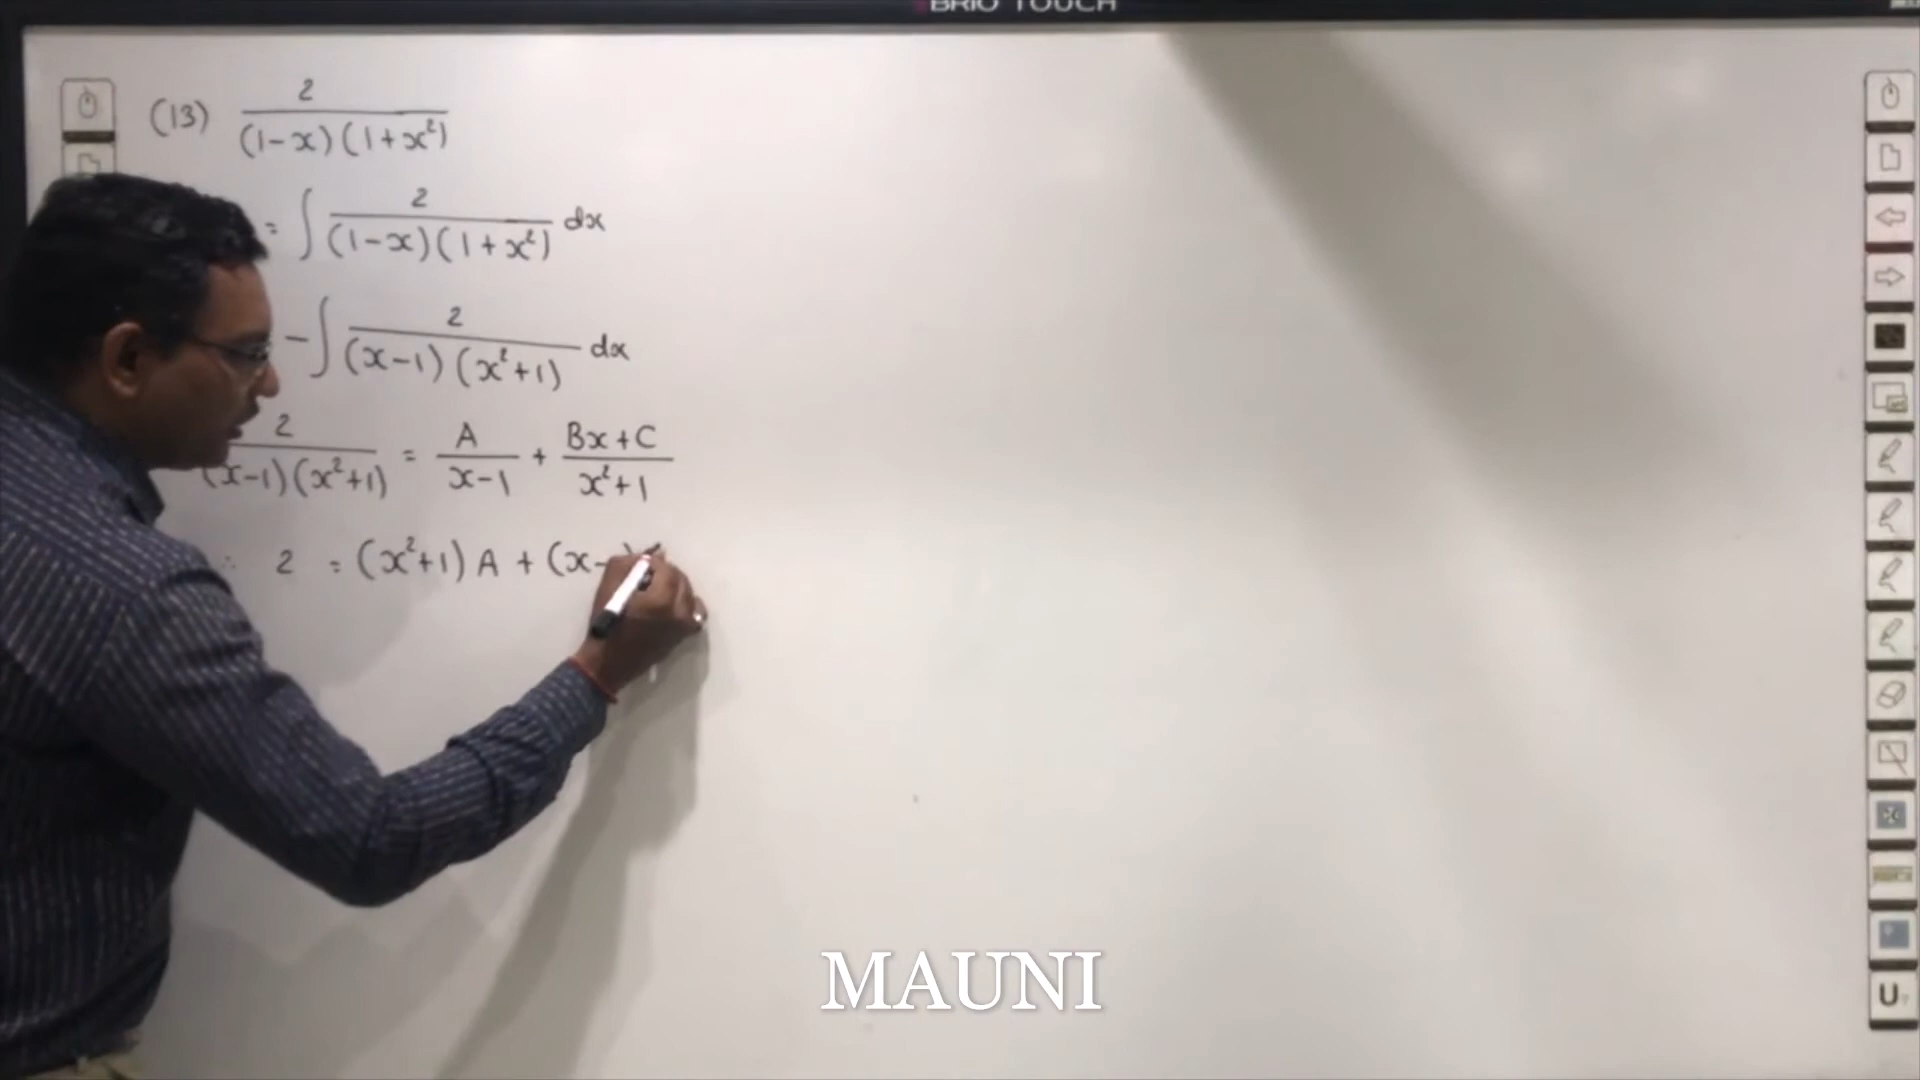 BRIO TOUCH
(13) 2 / (1-x)(1+x²)
= ∫ 2 / (1-x)(1+x²) dx
- ∫ 2 / (x-1)(x²+1) dx
2 / (x-1)(x²+1) = A / x-1 + Bx+C / x²+1
∴ 2 = (x²+1) A + (x-
MAUNI
U